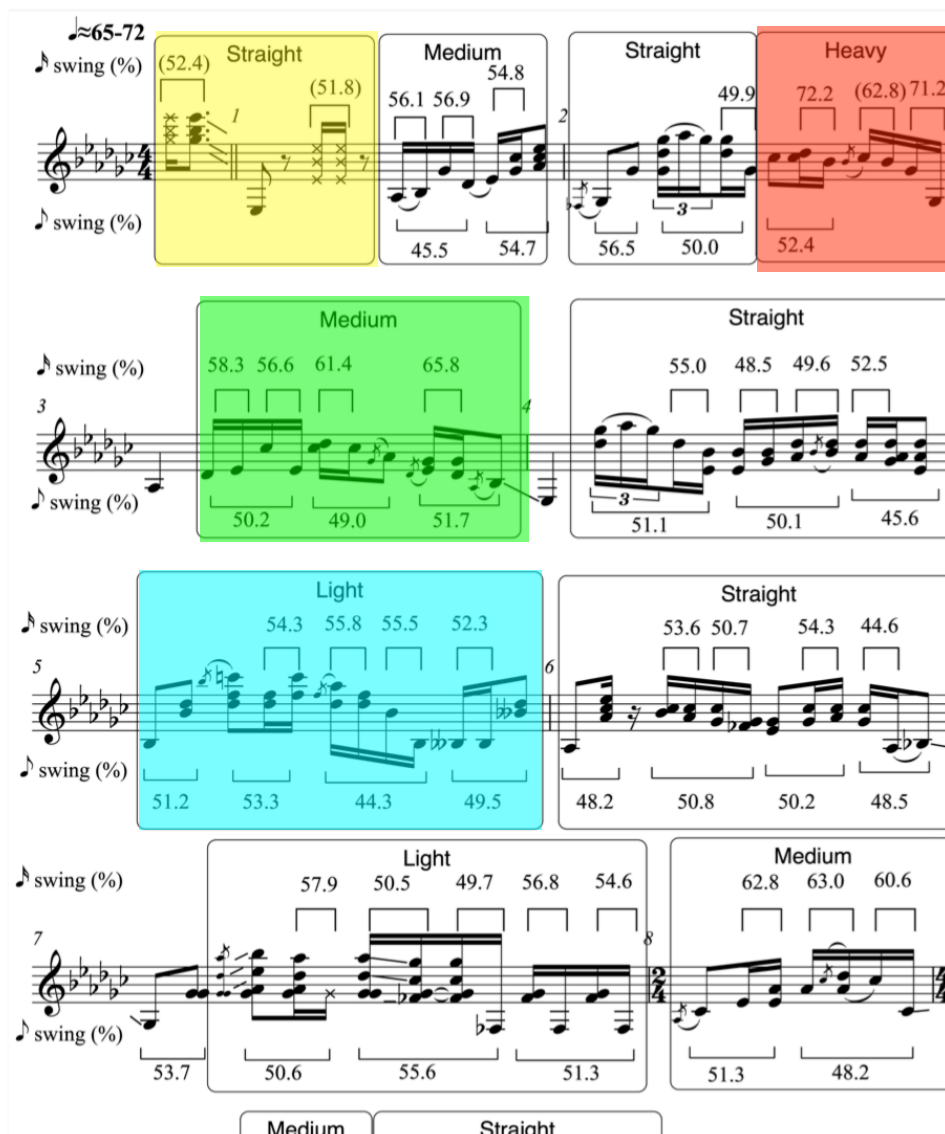 ♩≈65-72
Straight Medium Straight Heavy
swing (%) (52.4) (51.8) 56.1 56.9 54.8 49.9 72.2 (62.8) 71.2
1 2
4 4
3
swing (%) 45.5 54.7 56.5 50.0 52.4
Medium Straight
swing (%) 58.3 56.6 61.4 65.8 55.0 48.5 49.6 52.5
3 4
3
swing (%) 50.2 49.0 51.7 51.1 50.1 45.6
Light Straight
swing (%) 54.3 55.8 55.5 52.3 53.6 50.7 54.3 44.6
5 6
swing (%) 51.2 53.3 44.3 49.5 48.2 50.8 50.2 48.5
Light Medium
swing (%) 57.9 50.5 49.7 56.8 54.6 62.8 63.0 60.6
7 8
2 4 4 4
swing (%) 53.7 50.6 55.6 51.3 51.3 48.2
Medium Straight